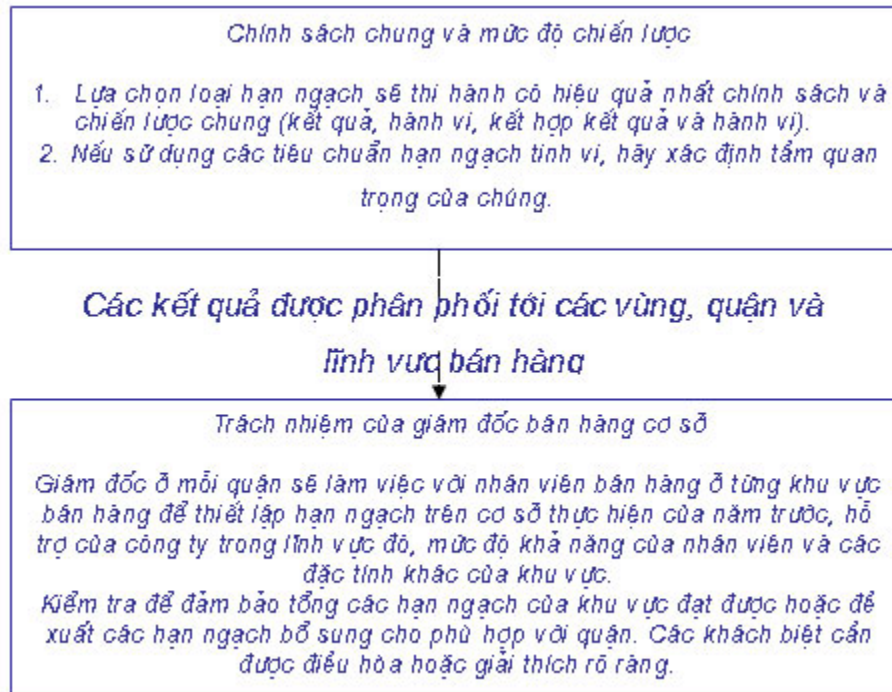 Chính sách chung và mức độ chiến lược
1. Lựa chọn loại hạn ngạch sẽ thi hành có hiệu quả nhất chính sách và
chiến lược chung (kết quả, hành vi, kết hợp kết quả và hành vi).
2. Nếu sử dụng các tiêu chuẩn hạn ngạch tinh vi, hãy xác định tầm quan
trọng của chúng.
Các kết quả được phân phối tới các vùng, quận và
lĩnh vực bán hàng
Trách nhiệm của giám đốc bán hàng cơ sở
Giám đốc ở mỗi quận sẽ làm việc với nhân viên bán hàng ở từng khu vực
bán hàng để thiết lập hạn ngạch trên cơ sở thực hiện của năm trước, hỗ
trợ của công ty trong lĩnh vực đó, mức độ khả năng của nhân viên và các
đặc tính khác của khu vực.
Kiểm tra để đảm bảo tổng các hạn ngạch của khu vực đạt được hoặc đề
xuất các hạn ngạch bổ sung cho phù hợp với quận. Các khách biệt cần
được điều hòa hoặc giải thích rõ ràng.